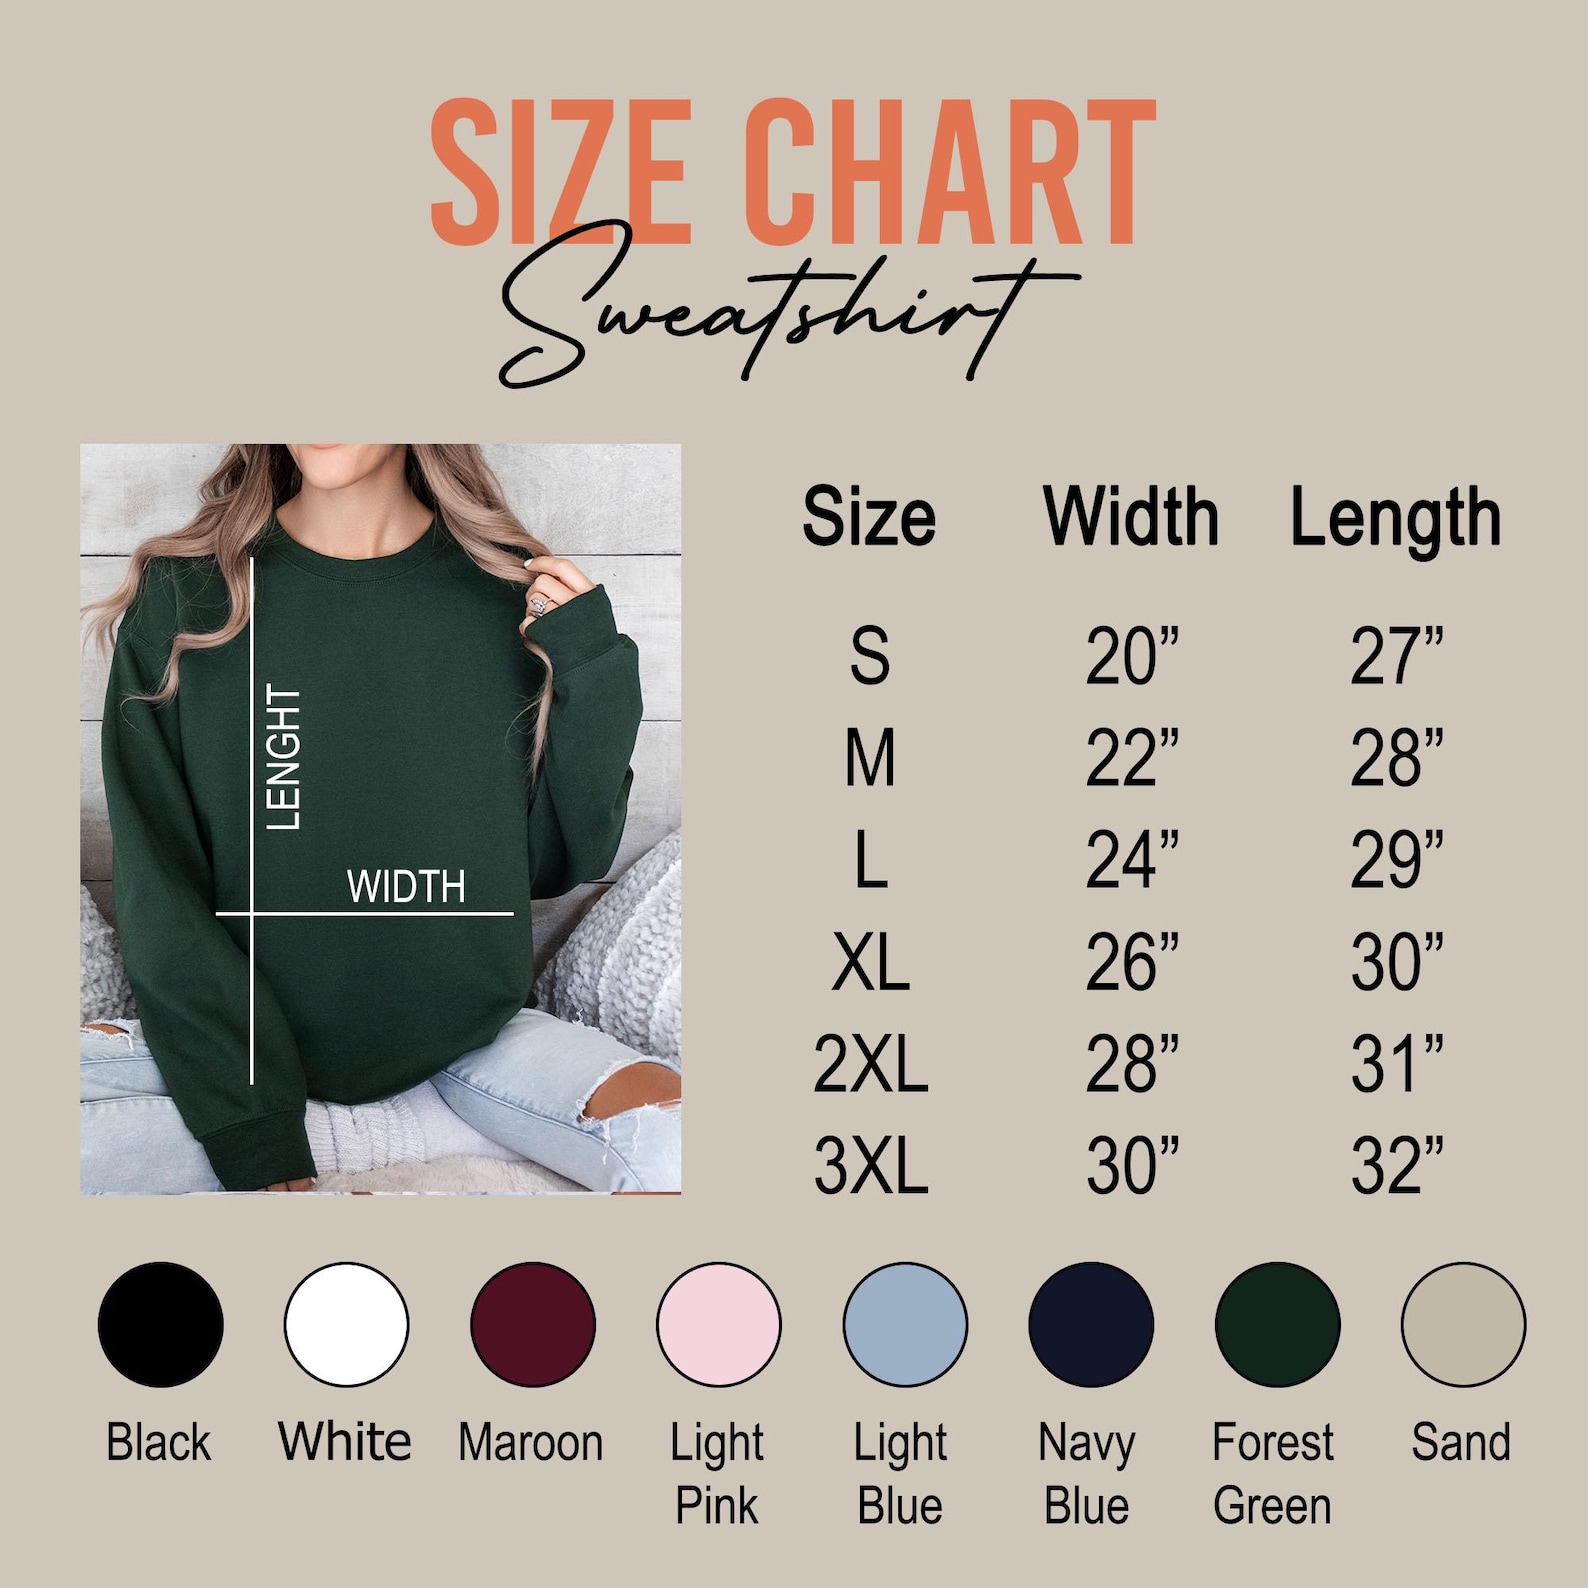 SIZE CHART
Sweatshirt
LENGHT
WIDTH
Size Width Length
S 20” 27”
M 22” 28”
L 24” 29”
XL 26” 30”
2XL 28” 31”
3XL 30” 32”
Black White Maroon Light Pink Light Blue Navy Blue Forest Green Sand